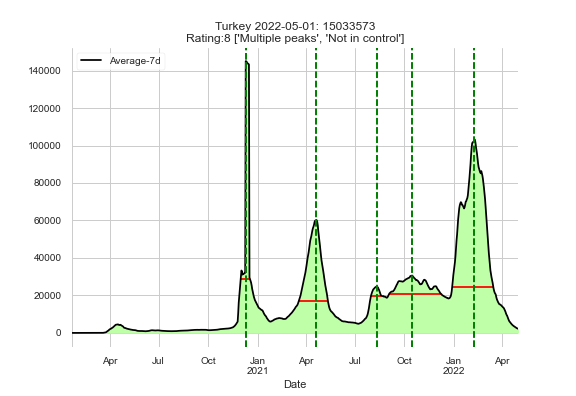 Turkey 2022-05-01: 15033573
Rating:8 ['Multiple peaks', 'Not in control']
Average-7d
140000
120000
100000
80000
60000
40000
20000
0
Apr Jul Oct Jan Apr Jul Oct Jan Apr
2021 2022
Date